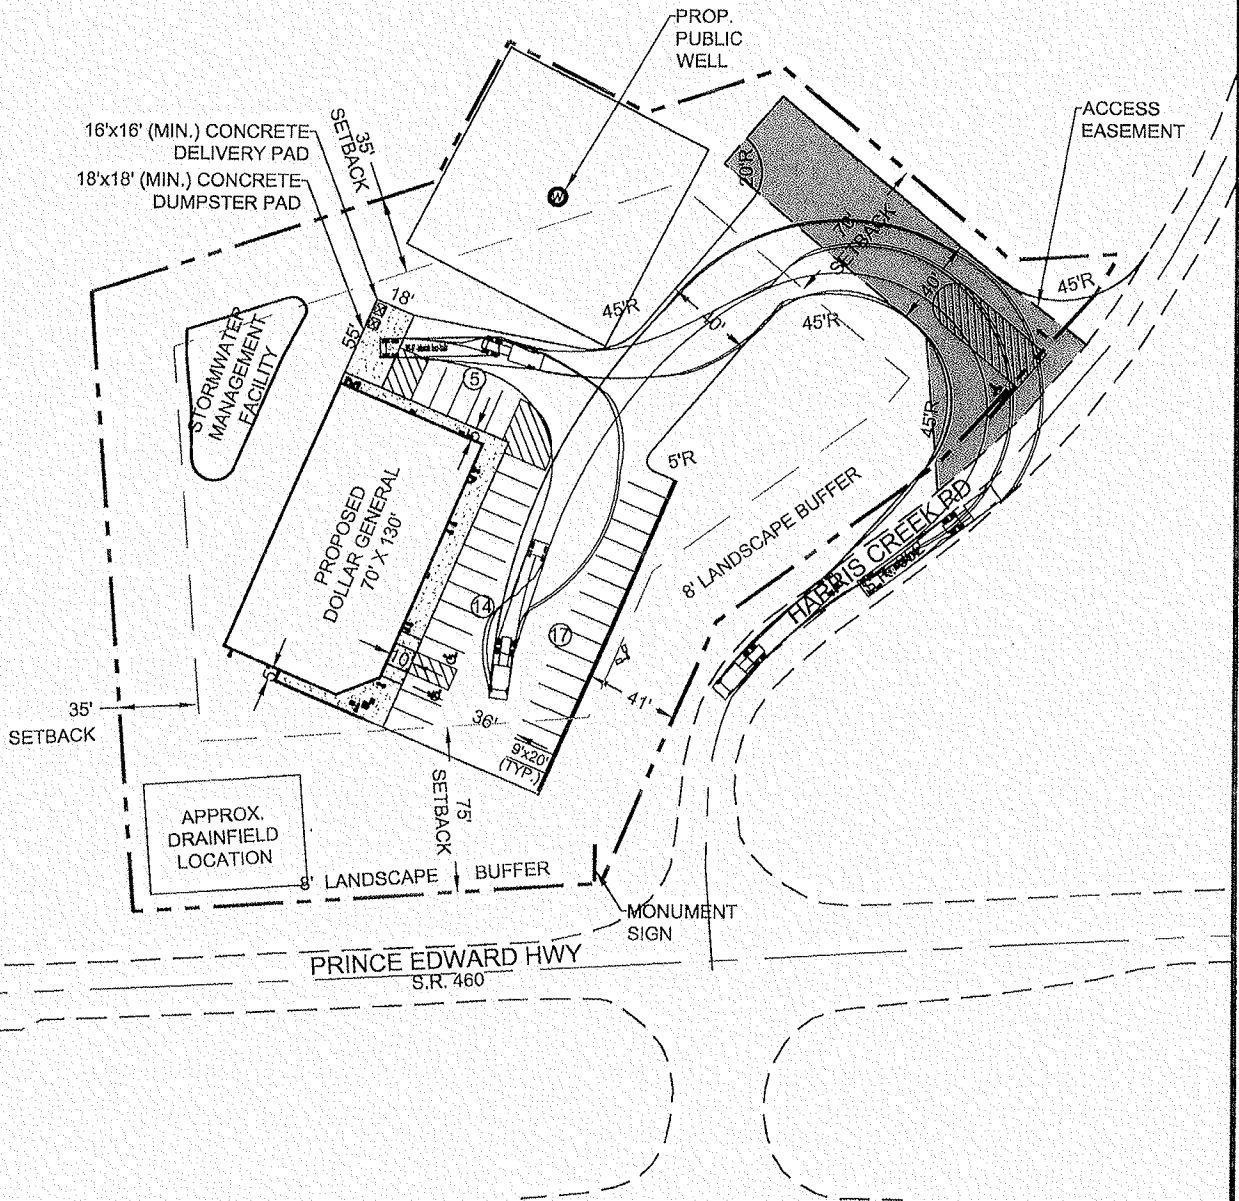 PROP.
PUBLIC
WELL
ACCESS
EASEMENT
16'x16' (MIN.) CONCRETE
DELIVERY PAD
18'x18' (MIN.) CONCRETE
DUMPSTER PAD
35'
SETBACK
W
20'R
70'
SETBACK
50'
45'R
45'R
40'
45'R
45'R
18'
55'
STORMWATER
MANAGEMENT
FACILITY
5
5'R
PROPOSED
DOLLAR GENERAL
70' X 130'
8' LANDSCAPE BUFFER
HARRIS CREEK RD
14
17
10'
35'
SETBACK
41'
36'
9'x20'
(TYP.)
75'
SETBACK
APPROX.
DRAINFIELD
LOCATION
8' LANDSCAPE BUFFER
MONUMENT
SIGN
PRINCE EDWARD HWY
S.R. 460